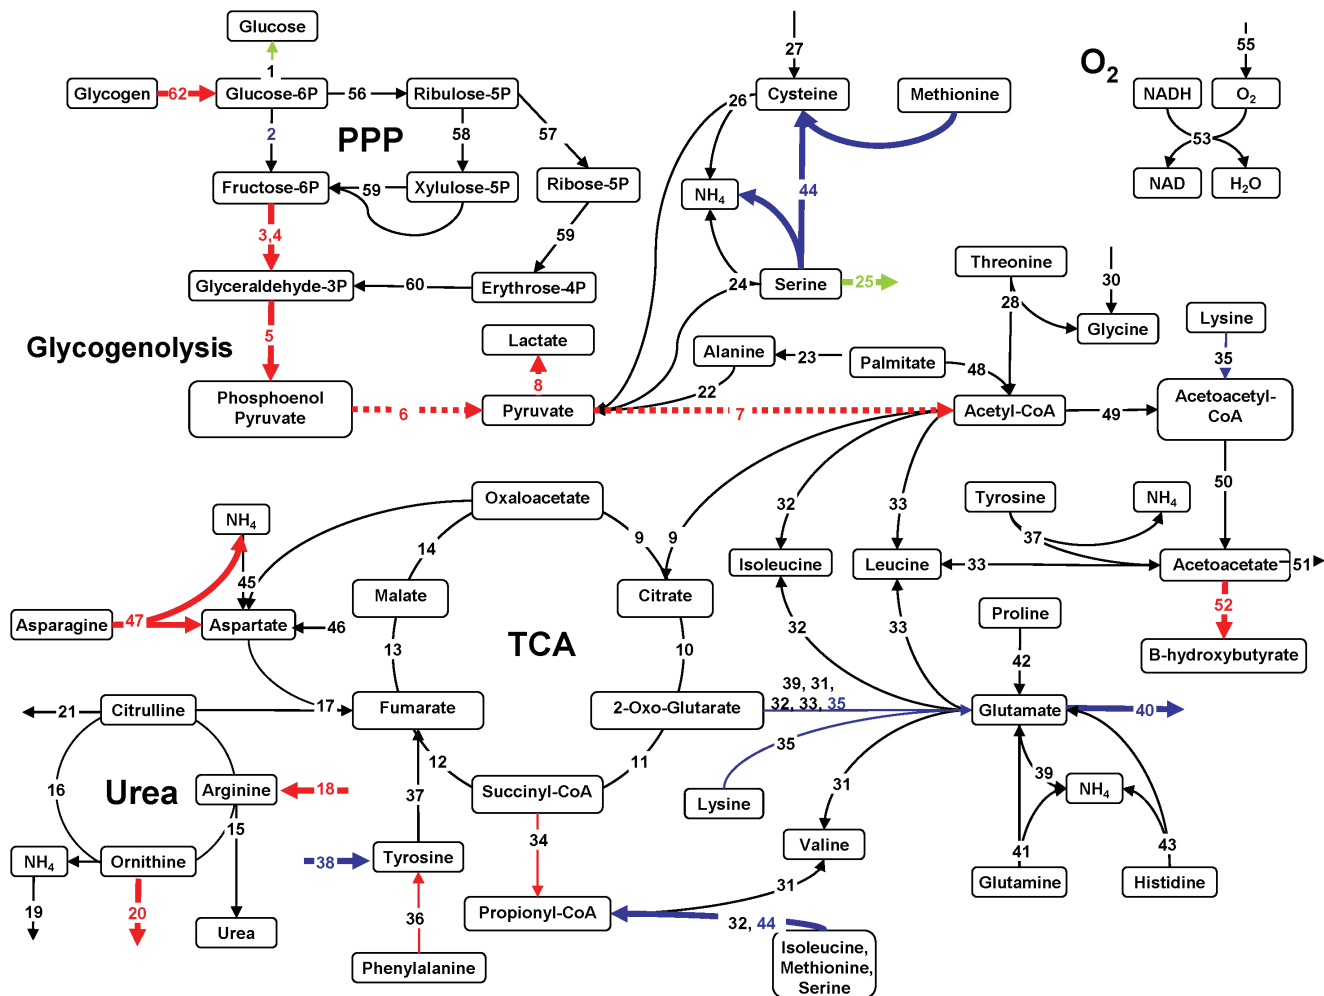 Glucose
27
55
O₂
1
Glycogen
62
Glucose-6P
56
Ribulose-5P
26
Cysteine
Methionine
NADH
O₂
2
PPP
58
57
53
Fructose-6P
59
Xylulose-5P
Ribose-5P
NH₄
44
NAD
H₂O
3,4
59
Threonine
Glyceraldehyde-3P
60
Erythrose-4P
24
Serine
25
28
30
Glycogenolysis
5
Lactate
Alanine
23
Palmitate
Glycine
Lysine
35
8
22
48
Phosphoenol
Pyruvate
6
Pyruvate
7
Acetyl-CoA
49
Acetoacetyl-
CoA
50
Oxaloacetate
Tyrosine
NH₄
NH₄
14
9
9
32
33
37
45
Malate
Citrate
Isoleucine
Leucine
33
Acetoacetate
51
Asparagine
47
Aspartate
46
TCA
52
13
10
32
33
Proline
42
B-hydroxybutyrate
21
Citrulline
17
Fumarate
2-Oxo-Glutarate
39, 31,
32, 33, 35
Glutamate
40
12
11
35
16
Urea
Arginine
18
37
Succinyl-CoA
Lysine
31
39
NH₄
15
34
Valine
41
43
NH₄
Ornithine
38
Tyrosine
31
Glutamine
Histidine
19
20
36
Propionyl-CoA
32, 44
Urea
Phenylalanine
Isoleucine,
Methionine,
Serine